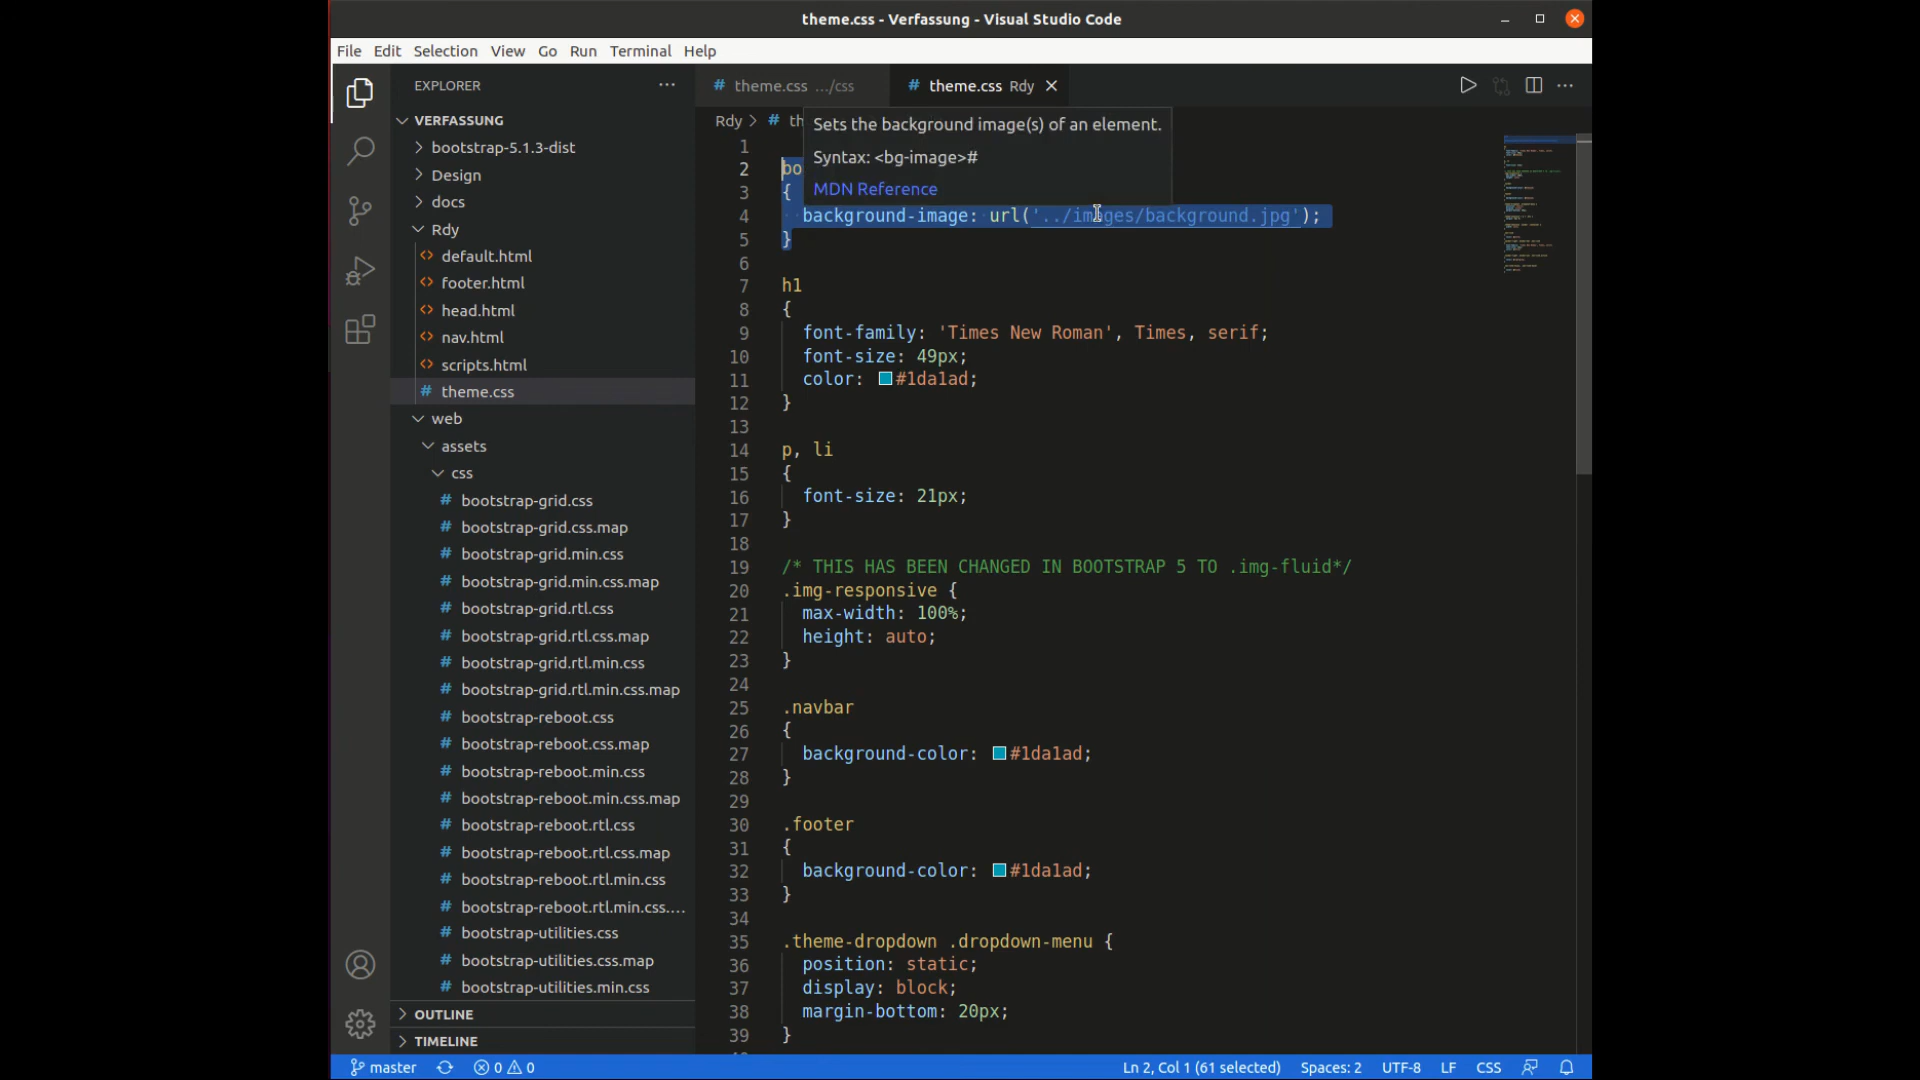 theme.css - Verfassung - Visual Studio Code
File Edit Selection View Go Run Terminal Help
EXPLORER
VERFASSUNG
bootstrap-5.1.3-dist
Design
docs
Rdy
default.html
footer.html
head.html
nav.html
scripts.html
theme.css
web
assets
css
bootstrap-grid.css
bootstrap-grid.css.map
bootstrap-grid.min.css
bootstrap-grid.min.css.map
bootstrap-grid.rtl.css
bootstrap-grid.rtl.css.map
bootstrap-grid.rtl.min.css
bootstrap-grid.rtl.min.css.map
bootstrap-reboot.css
bootstrap-reboot.css.map
bootstrap-reboot.min.css
bootstrap-reboot.min.css.map
bootstrap-reboot.rtl.css
bootstrap-reboot.rtl.css.map
bootstrap-reboot.rtl.min.css
bootstrap-reboot.rtl.min.css....
bootstrap-utilities.css
bootstrap-utilities.css.map
bootstrap-utilities.min.css
OUTLINE
TIMELINE
# theme.css .../css # theme.css Rdy
Rdy > # th
Sets the background image(s) of an element.
Syntax: <bg-image>#
MDN Reference
1
2 bo
3 {
4 background-image: url('../images/background.jpg');
5 }
6
7 h1
8 {
9 font-family: 'Times New Roman', Times, serif;
10 font-size: 49px;
11 color: #1da1ad;
12 }
13
14 p, li
15 {
16 font-size: 21px;
17 }
18
19 /* THIS HAS BEEN CHANGED IN BOOTSTRAP 5 TO .img-fluid*/
20 .img-responsive {
21 max-width: 100%;
22 height: auto;
23 }
24
25 .navbar
26 {
27 background-color: #1da1ad;
28 }
29
30 .footer
31 {
32 background-color: #1da1ad;
33 }
34
35 .theme-dropdown .dropdown-menu {
36 position: static;
37 display: block;
38 margin-bottom: 20px;
39 }
master 0 0 Ln 2, Col 1 (61 selected) Spaces: 2 UTF-8 LF CSS